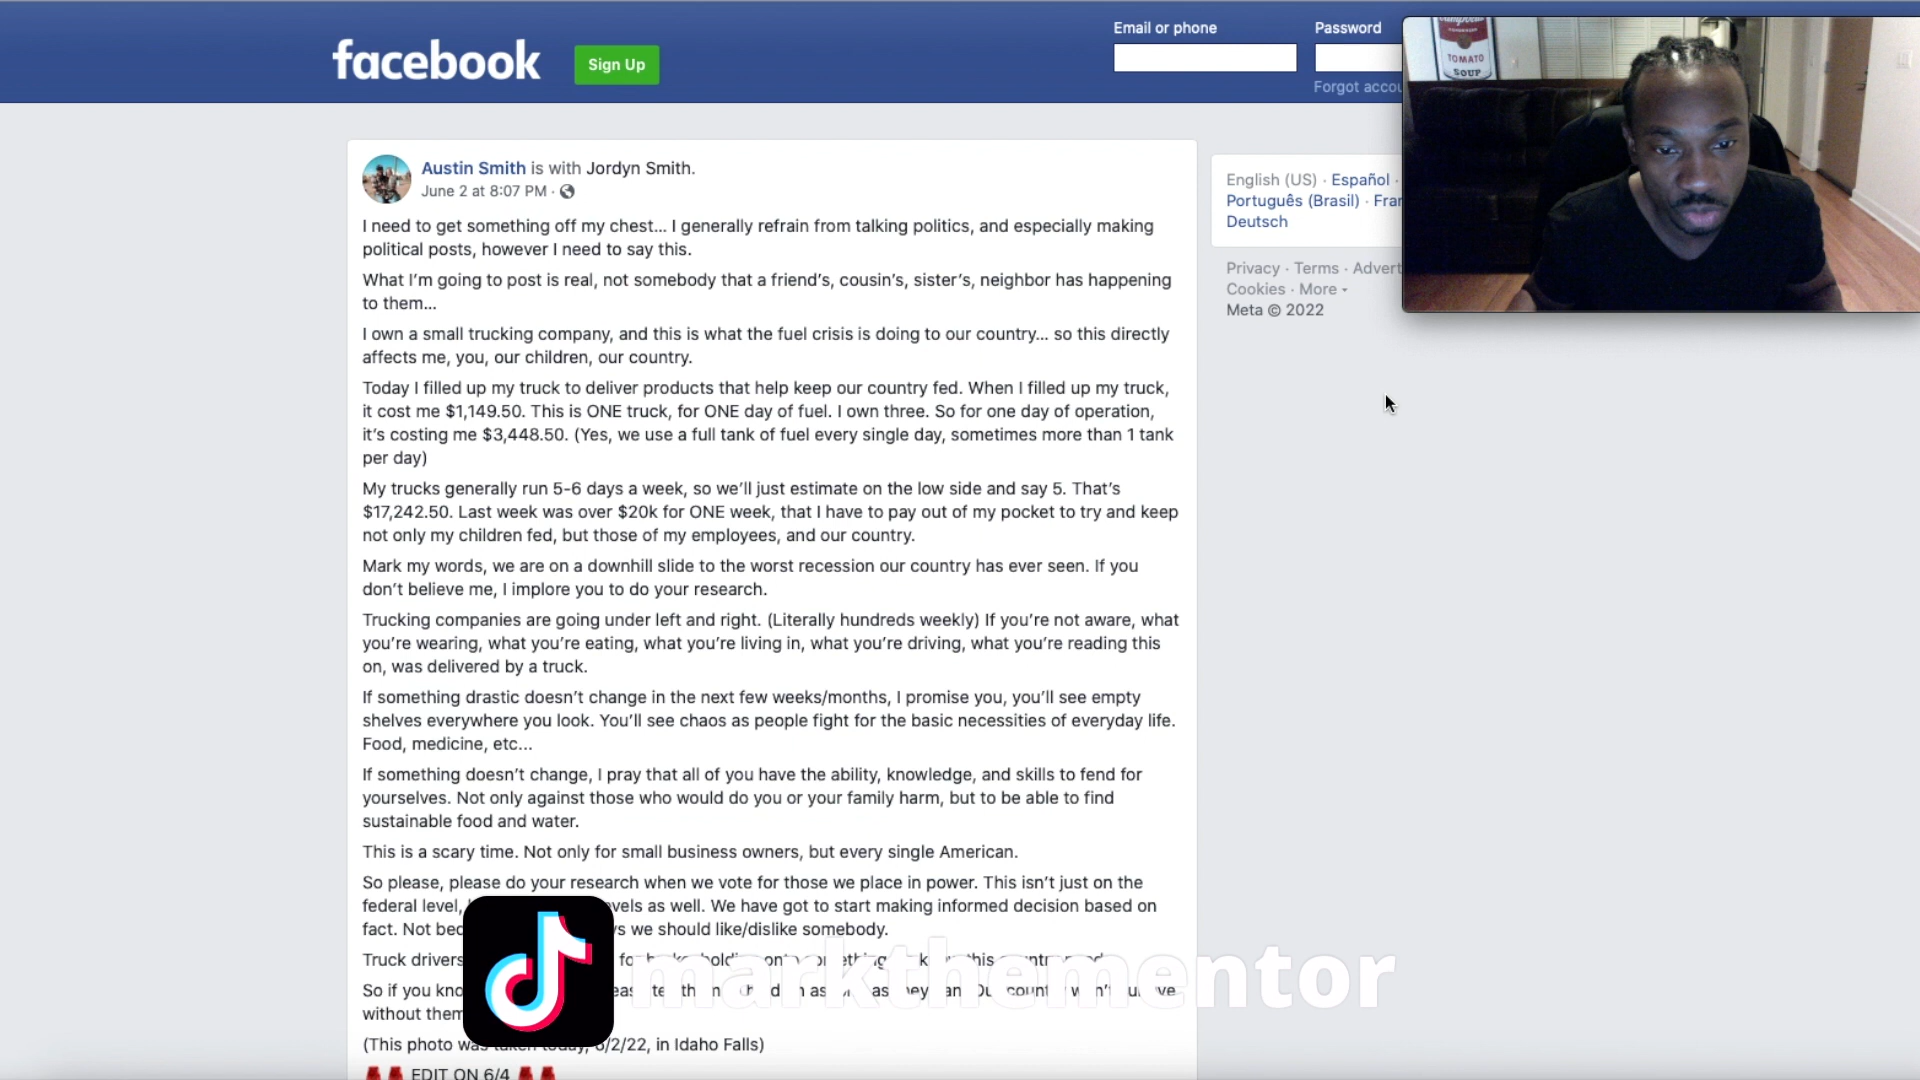 facebook
Sign Up
Email or phone
Password
Forgot accou
Campbell's
TOMATO
SOUP
Austin Smith is with Jordyn Smith.
June 2 at 8:07 PM ·
I need to get something off my chest... I generally refrain from talking politics, and especially making
political posts, however I need to say this.
What I'm going to post is real, not somebody that a friend's, cousin's, sister's, neighbor has happening
to them...
I own a small trucking company, and this is what the fuel crisis is doing to our country... so this directly
affects me, you, our children, our country.
Today I filled up my truck to deliver products that help keep our country fed. When I filled up my truck,
it cost me $1,149.50. This is ONE truck, for ONE day of fuel. I own three. So for one day of operation,
it's costing me $3,448.50. (Yes, we use a full tank of fuel every single day, sometimes more than 1 tank
per day)
My trucks generally run 5-6 days a week, so we'll just estimate on the low side and say 5. That's
$17,242.50. Last week was over $20k for ONE week, that I have to pay out of my pocket to try and keep
not only my children fed, but those of my employees, and our country.
Mark my words, we are on a downhill slide to the worst recession our country has ever seen. If you
don't believe me, I implore you to do your research.
Trucking companies are going under left and right. (Literally hundreds weekly) If you're not aware, what
you're wearing, what you're eating, what you're living in, what you're driving, what you're reading this
on, was delivered by a truck.
If something drastic doesn't change in the next few weeks/months, I promise you, you'll see empty
shelves everywhere you look. You'll see chaos as people fight for the basic necessities of everyday life.
Food, medicine, etc...
If something doesn't change, I pray that all of you have the ability, knowledge, and skills to fend for
yourselves. Not only against those who would do you or your family harm, but to be able to find
sustainable food and water.
This is a scary time. Not only for small business owners, but every single American.
So please, please do your research when we vote for those we place in power. This isn't just on the
federal level, levels as well. We have got to start making informed decision based on
fact. Not we should like/dislike somebody.
Truck drivers
So if you
without them
(This photo was taken today, 6/2/22, in Idaho Falls)
EDIT ON 6/4
markthementor
English (US) · Español ·
Português (Brasil) · Fran
Deutsch
Privacy · Terms · Advert
Cookies · More
Meta © 2022